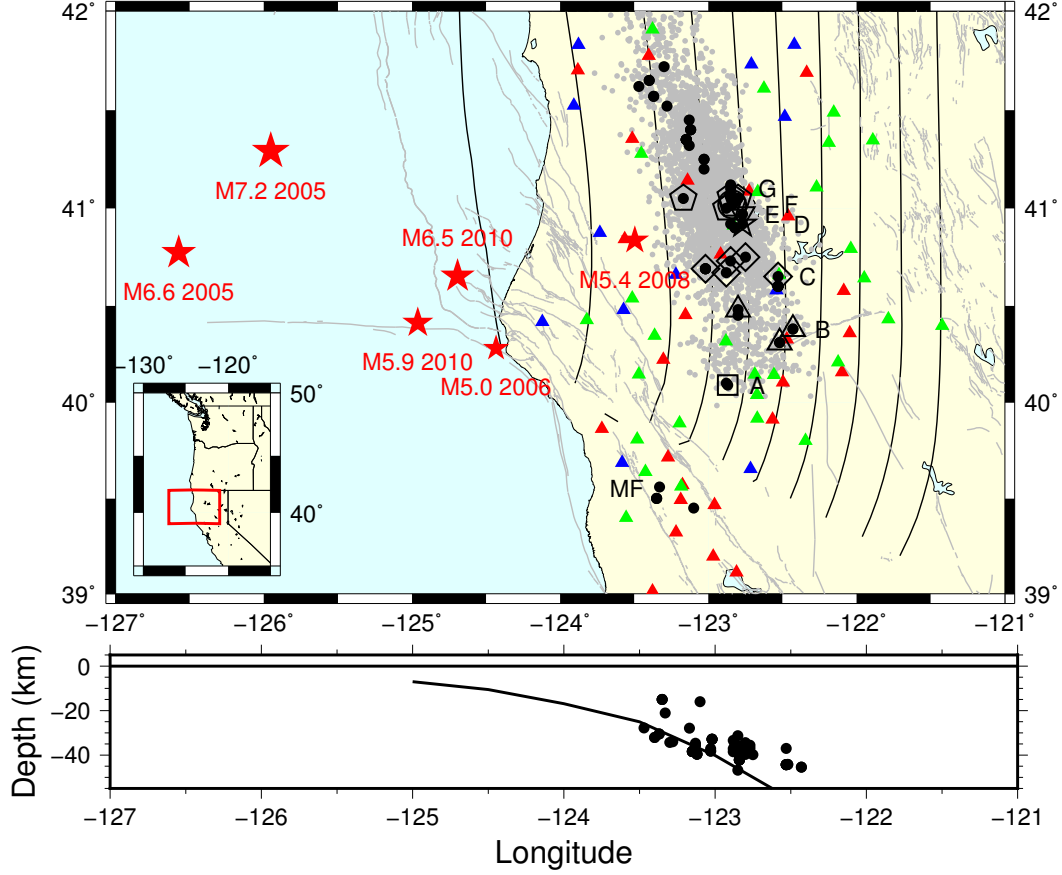 42˚ 42˚
M7.2 2005
G
41˚ F 41˚
E D
M6.5 2010
M6.6 2005 M5.4 2008 C
B
M5.9 2010
M5.0 2006 A
−130˚ −120˚
50˚
40˚ 40˚
MF
40˚
39˚ 39˚
−127˚ −126˚ −125˚ −124˚ −123˚ −122˚ −121˚
Depth (km)
0
−20
−40
−127 −126 −125 −124 −123 −122 −121
Longitude